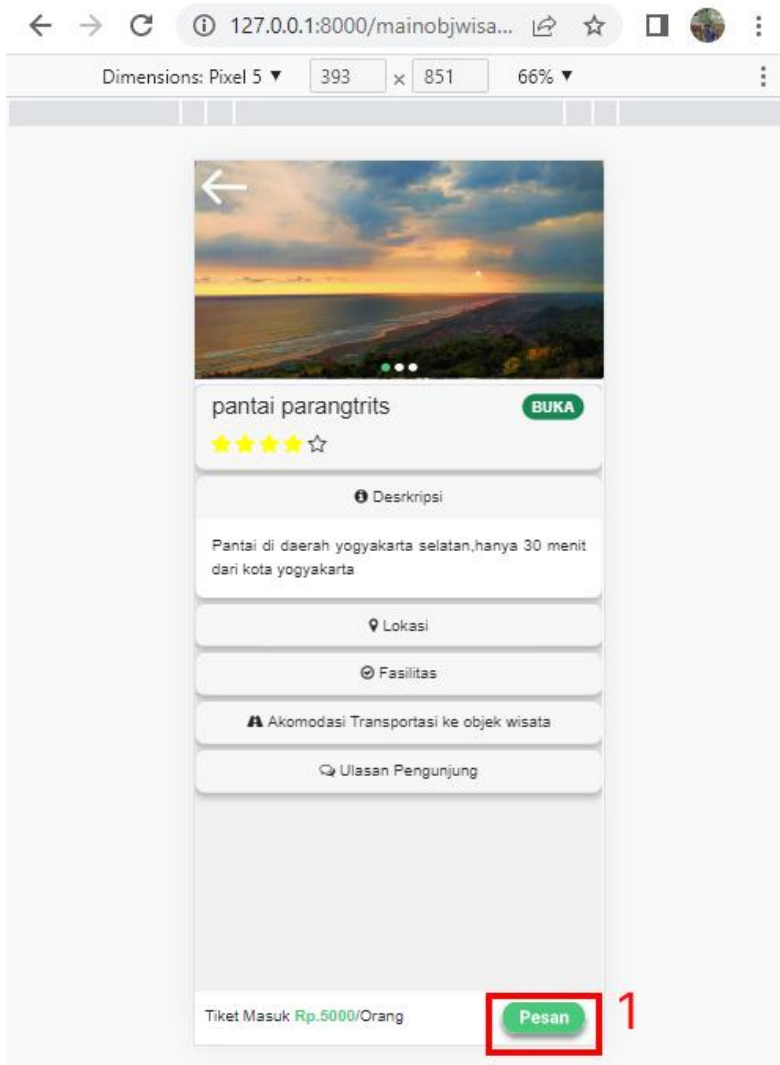 127.0.0.1:8000/mainobjwisa...
Dimensions: Pixel 5 ▼ 393 × 851 66% ▼
pantai parangtrits BUKA
Desrkripsi
Pantai di daerah yogyakarta selatan,hanya 30 menit
dari kota yogyakarta
Lokasi
Fasilitas
Akomodasi Transportasi ke objek wisata
Ulasan Pengunjung
Tiket Masuk Rp.5000/Orang Pesan 1